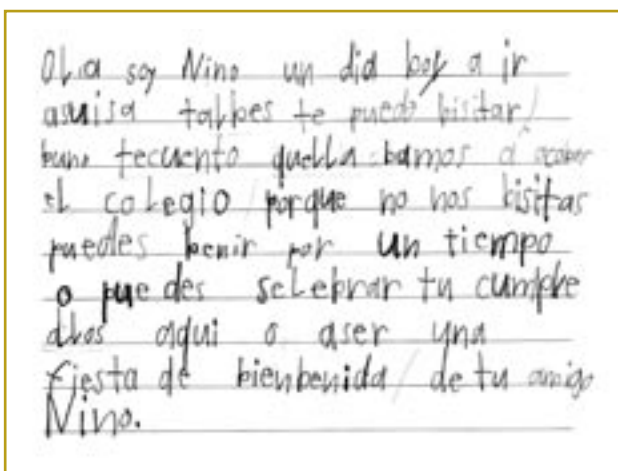 Ola soy Nino un dia boy a ir
asuisa talbes te puedo bisitar/
buno tecuento quella bamos a acabar
el colegio/porque no nos bisitas
puedes benir por un tiempo
o puedes selebrar tu cumple
años aqui o aser una
fiesta de bienbenida/ de tu amigo
Nino.